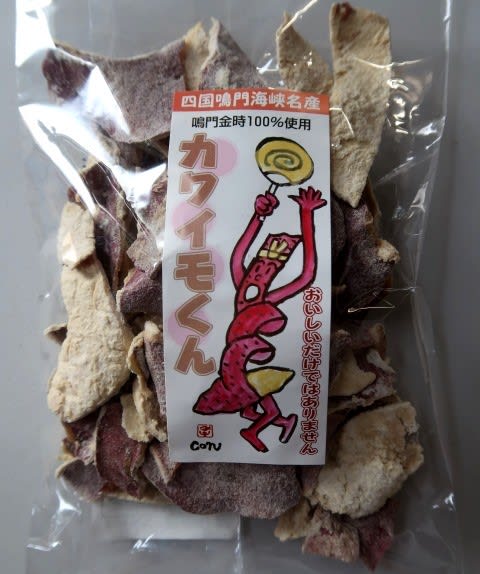 四国鳴門海峡名産
鳴門金時100%使用
カワイモくん
おいしいだけではありません